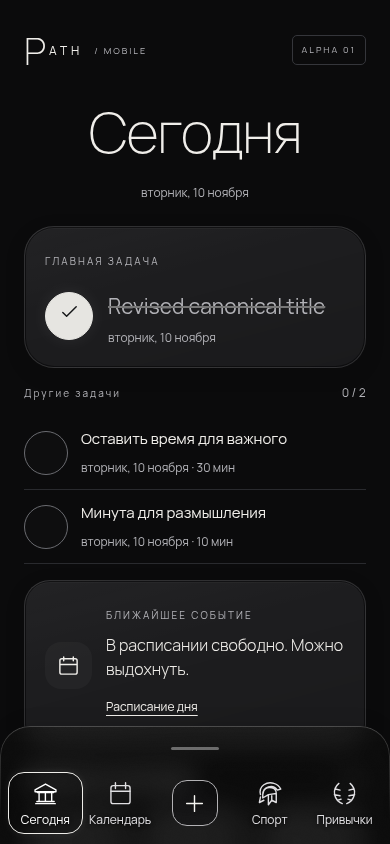 PATH / MOBILE
ALPHA 01
Сегодня
вторник, 10 ноября
ГЛАВНАЯ ЗАДАЧА
Revised canonical title
вторник, 10 ноября
Другие задачи 0 / 2
Оставить время для важного
вторник, 10 ноября · 30 мин
Минута для размышления
вторник, 10 ноября · 10 мин
БЛИЖАЙШЕЕ СОБЫТИЕ
В расписании свободно. Можно
выдохнуть.
Расписание дня
Сегодня Календарь Спорт Привычки